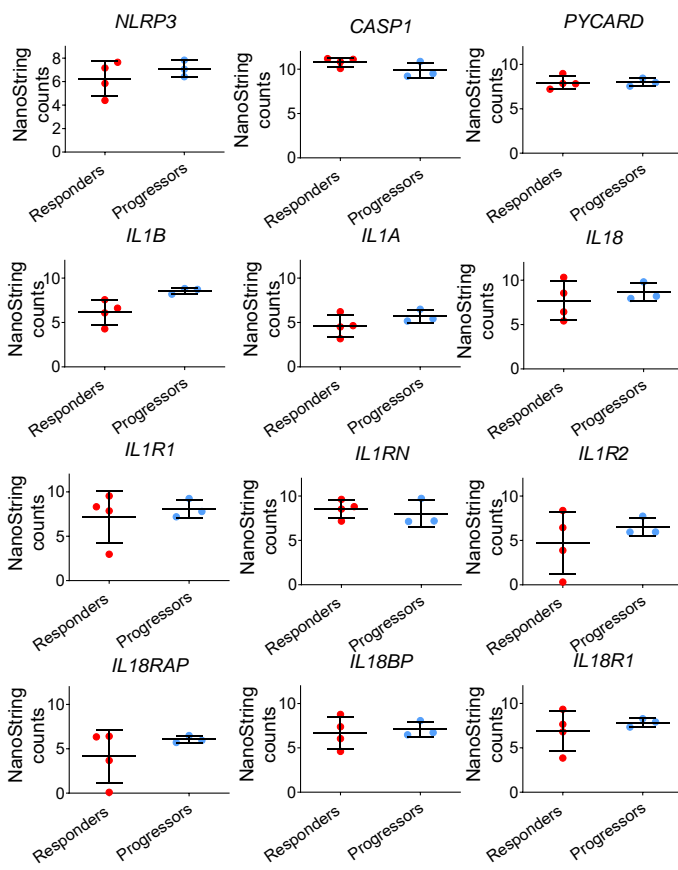 NLRP3
NanoString
counts
8
6
4
2
0
Responders
Progressors
CASP1
NanoString
counts
10
5
0
Responders
Progressors
PYCARD
NanoString
counts
10
5
0
Responders
Progressors
IL1B
NanoString
counts
10
5
0
Responders
Progressors
IL1A
NanoString
counts
10
5
0
Responders
Progressors
IL18
NanoString
counts
10
5
0
Responders
Progressors
IL1R1
NanoString
counts
10
5
0
Responders
Progressors
IL1RN
NanoString
counts
10
5
0
Responders
Progressors
IL1R2
NanoString
counts
10
5
0
Responders
Progressors
IL18RAP
NanoString
counts
10
5
0
Responders
Progressors
IL18BP
NanoString
counts
10
5
0
Responders
Progressors
IL18R1
NanoString
counts
10
5
0
Responders
Progressors